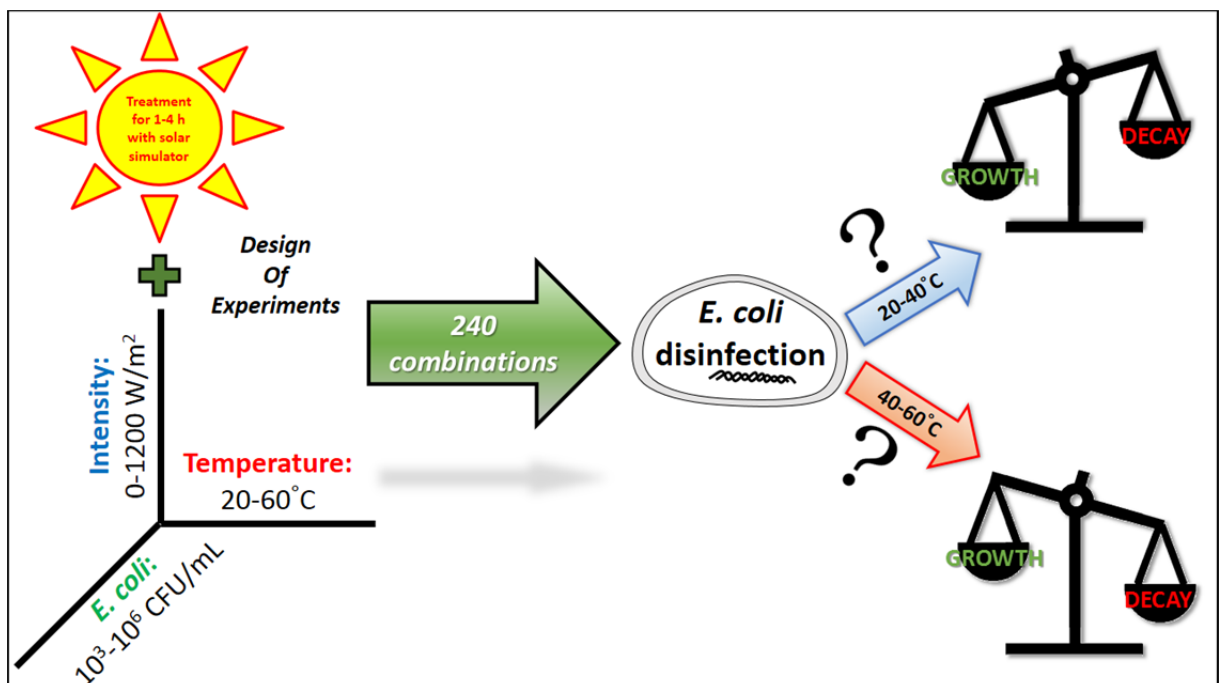 Treatment
for 1-4 h
with solar
simulator
Design
Of
Experiments
Intensity:
0-1200 W/m²
Temperature:
20-60°C
E. coli:
10³-10⁶ CFU/mL
240
combinations
E. coli
disinfection
?
20-40°C
GROWTH
DECAY
?
40-60°C
GROWTH
DECAY